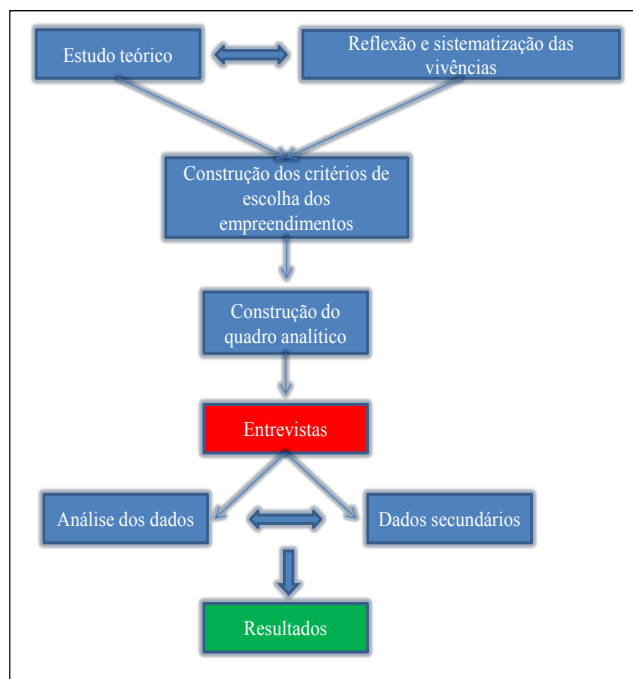 Estudo teórico
Reflexão e sistematização das
vivências
Construção dos critérios de
escolha dos
empreendimentos
Construção do
quadro analítico
Entrevistas
Análise dos dados
Dados secundários
Resultados